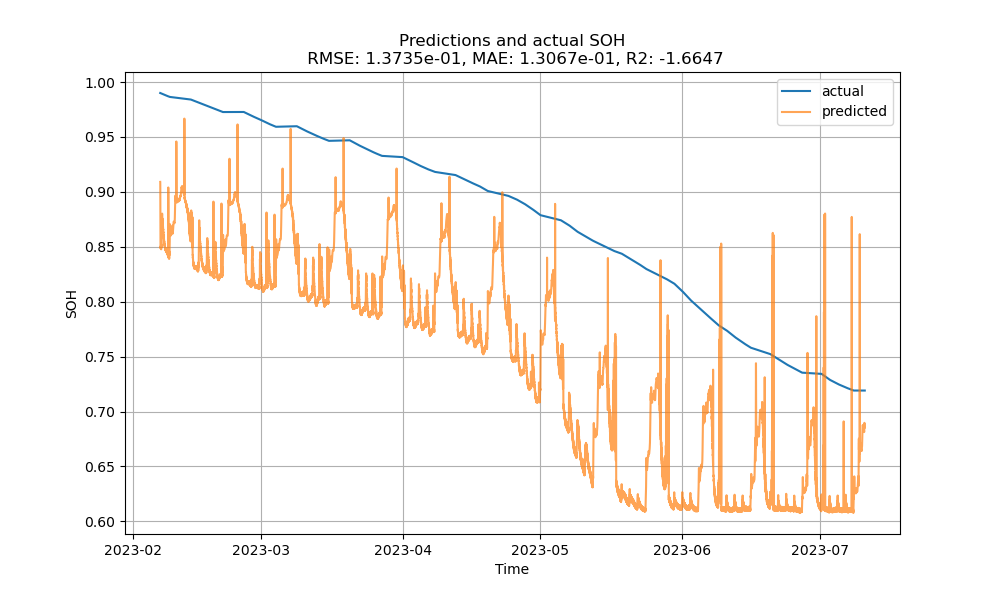 Predictions and actual SOH
RMSE: 1.3735e-01, MAE: 1.3067e-01, R2: -1.6647
actual
predicted
1.00
0.95
0.90
0.85
0.80
0.75
0.70
0.65
0.60
SOH
2023-02 2023-03 2023-04 2023-05 2023-06 2023-07
Time